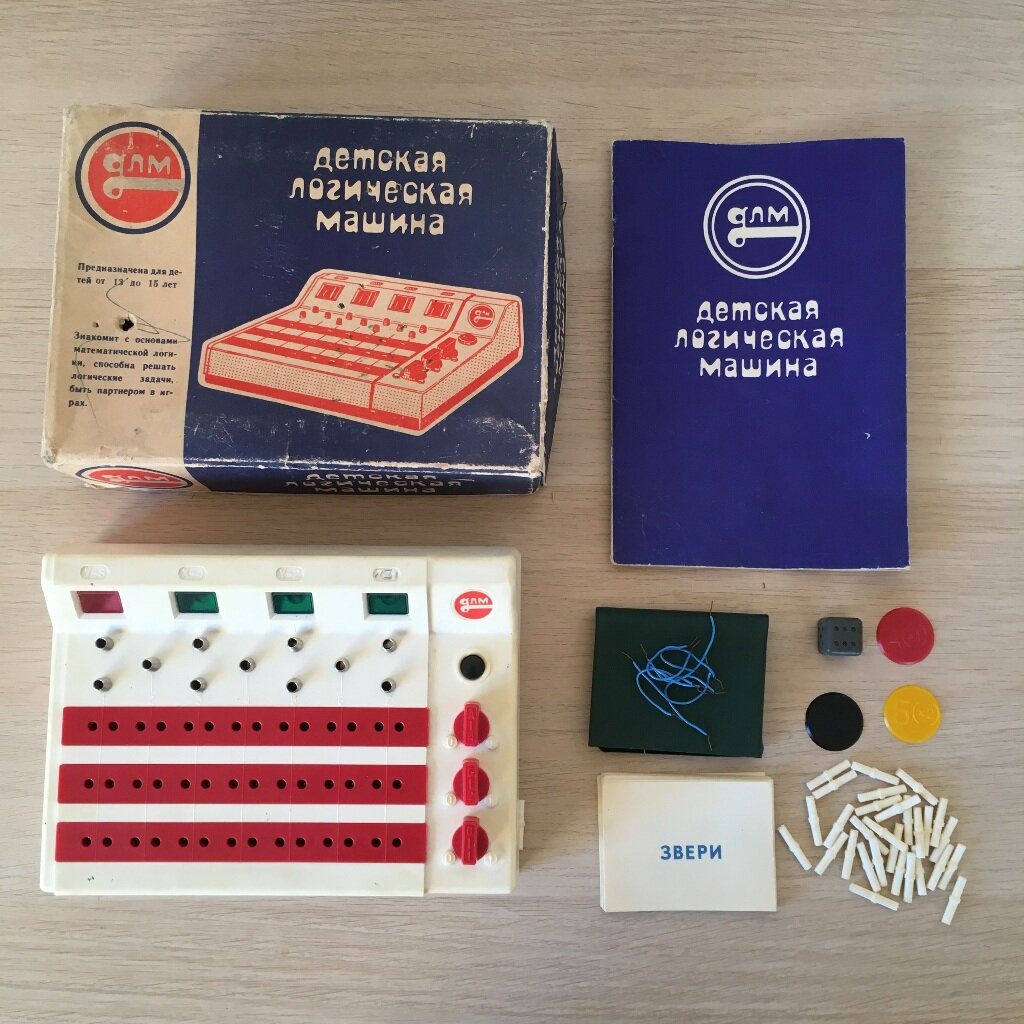 длм
детская
логическая
машина
Предназначена для де-
тей от 13 до 15 лет
Знакомит с основами
математической логи-
ки, способна решать
логические задачи,
быть партнером в иг-
рах.
длм
детская
логическая
машина
длм
детская
логическая
машина
длм
длм
ЗВЕРИ